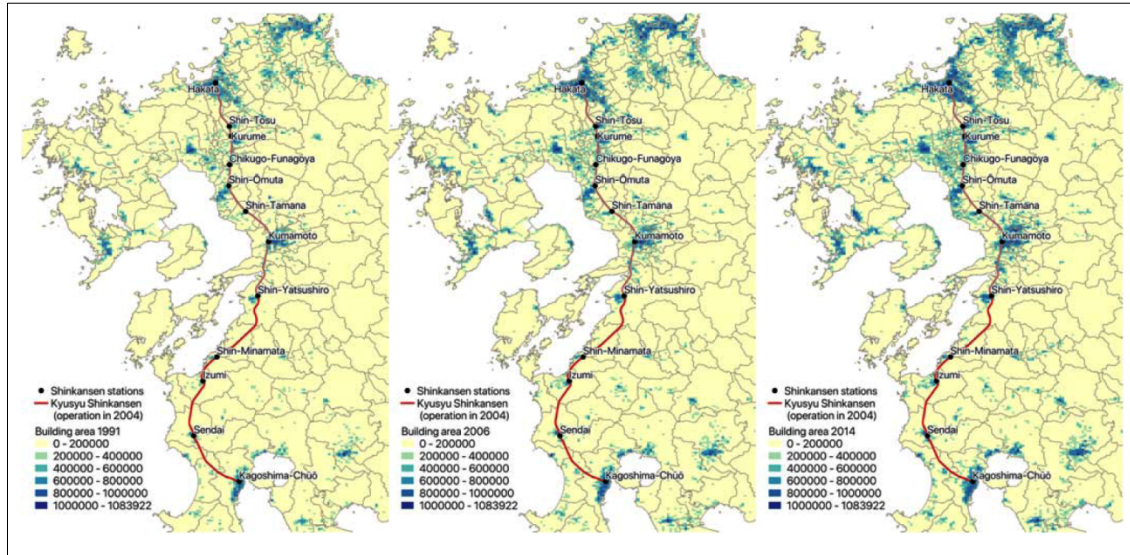 Hakata
Shin-Tosu
Kurume
Chikugo-Funagoya
Shin-Ōmuta
Shin-Tamana
Kumamoto
Shin-Yatsushiro
Shin-Minamata
Izumi
Sendai
Kagoshima-Chūō
Shinkansen stations
Kyusyu Shinkansen
(operation in 2004)
Building area 1991
0 - 200000
200000 - 400000
400000 - 600000
600000 - 800000
800000 - 1000000
1000000 - 1083922
Hakata
Shin-Tosu
Kurume
Chikugo-Funagoya
Shin-Ōmuta
Shin-Tamana
Kumamoto
Shin-Yatsushiro
Shin-Minamata
Izumi
Sendai
Kagoshima-Chūō
Shinkansen stations
Kyusyu Shinkansen
(operation in 2004)
Building area 2006
0 - 200000
200000 - 400000
400000 - 600000
600000 - 800000
800000 - 1000000
1000000 - 1083922
Hakata
Shin-Tosu
Kurume
Chikugo-Funagoya
Shin-Ōmuta
Shin-Tamana
Kumamoto
Shin-Yatsushiro
Shin-Minamata
Izumi
Sendai
Kagoshima-Chūō
Shinkansen stations
Kyusyu Shinkansen
(operation in 2004)
Building area 2014
0 - 200000
200000 - 400000
400000 - 600000
600000 - 800000
800000 - 1000000
1000000 - 1083922